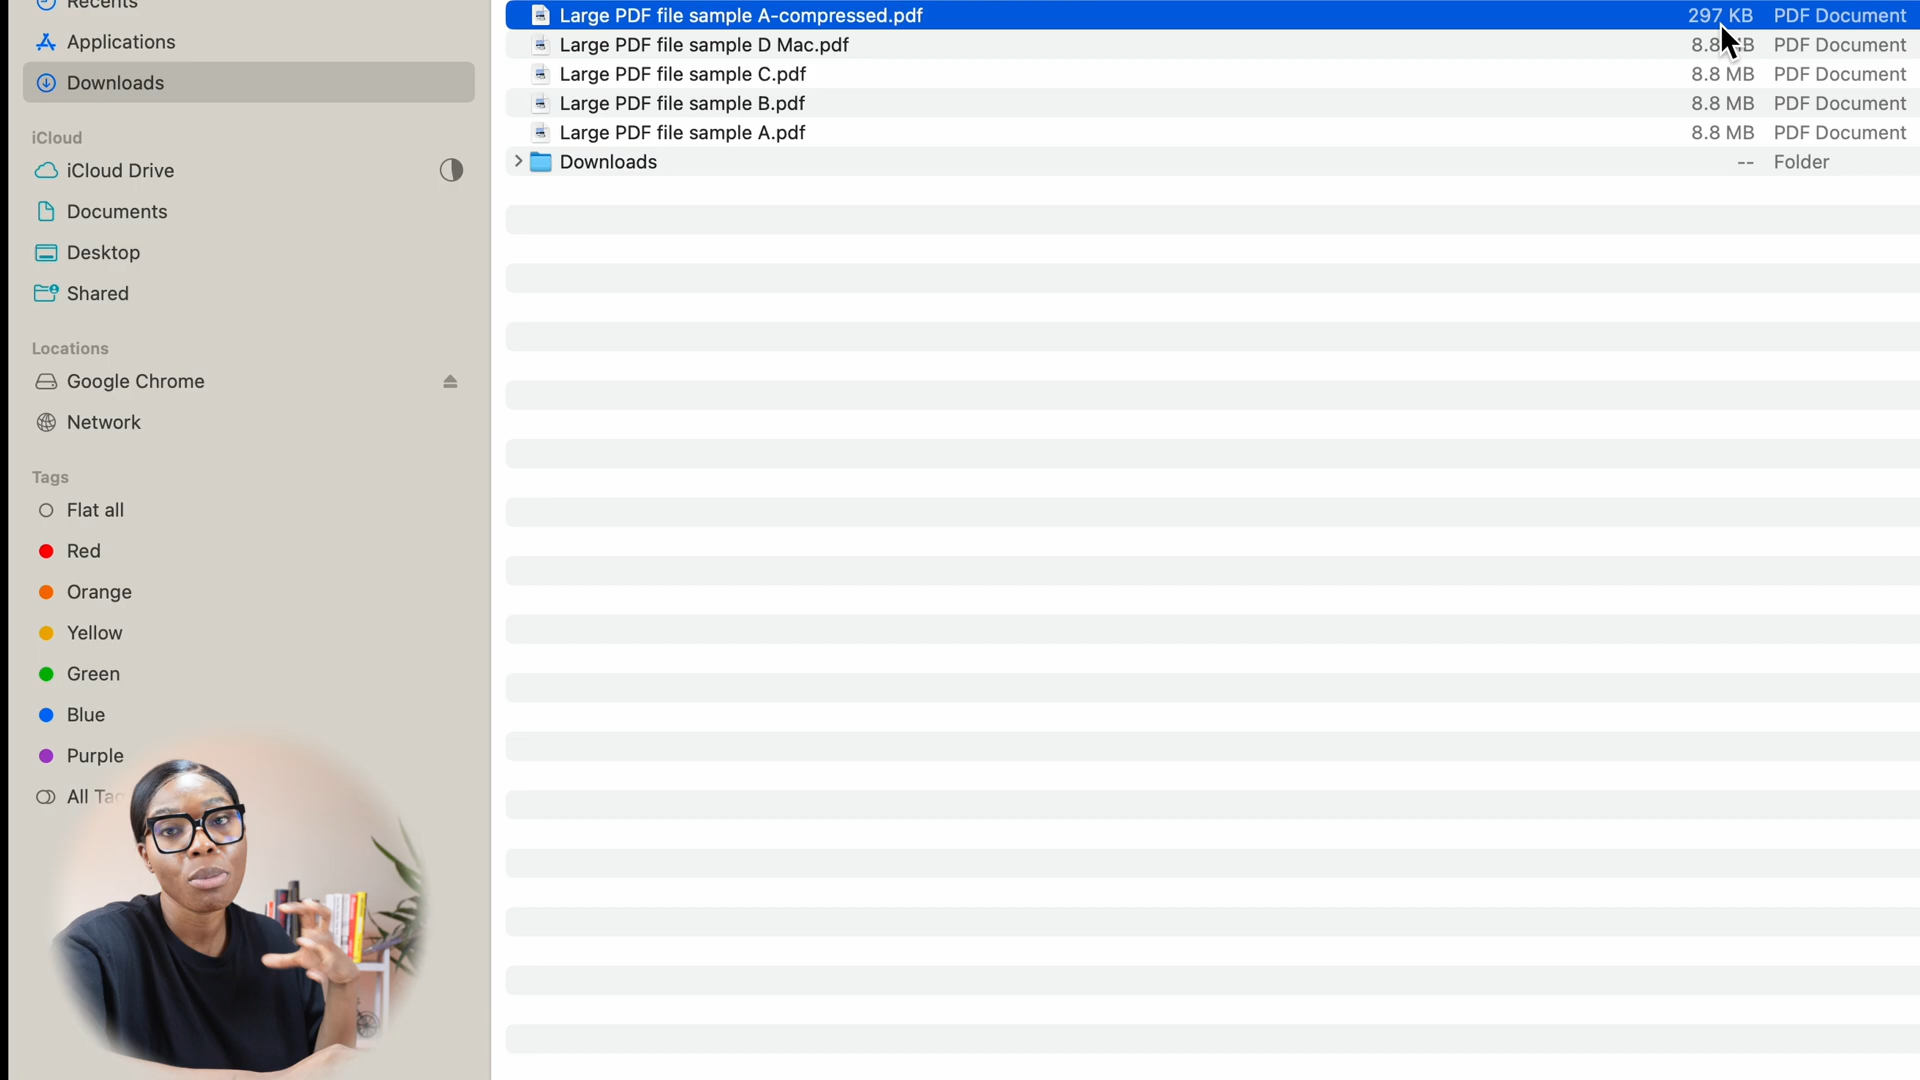 Recents
Applications
Downloads
iCloud
iCloud Drive
Documents
Desktop
Shared
Locations
Google Chrome
Network
Tags
Flat all
Red
Orange
Yellow
Green
Blue
Purple
All
Large PDF file sample A-compressed.pdf 297 KB PDF Document
Large PDF file sample D Mac.pdf PDF Document
Large PDF file sample C.pdf 8.8 MB PDF Document
Large PDF file sample B.pdf 8.8 MB PDF Document
Large PDF file sample A.pdf 8.8 MB PDF Document
Downloads -- Folder